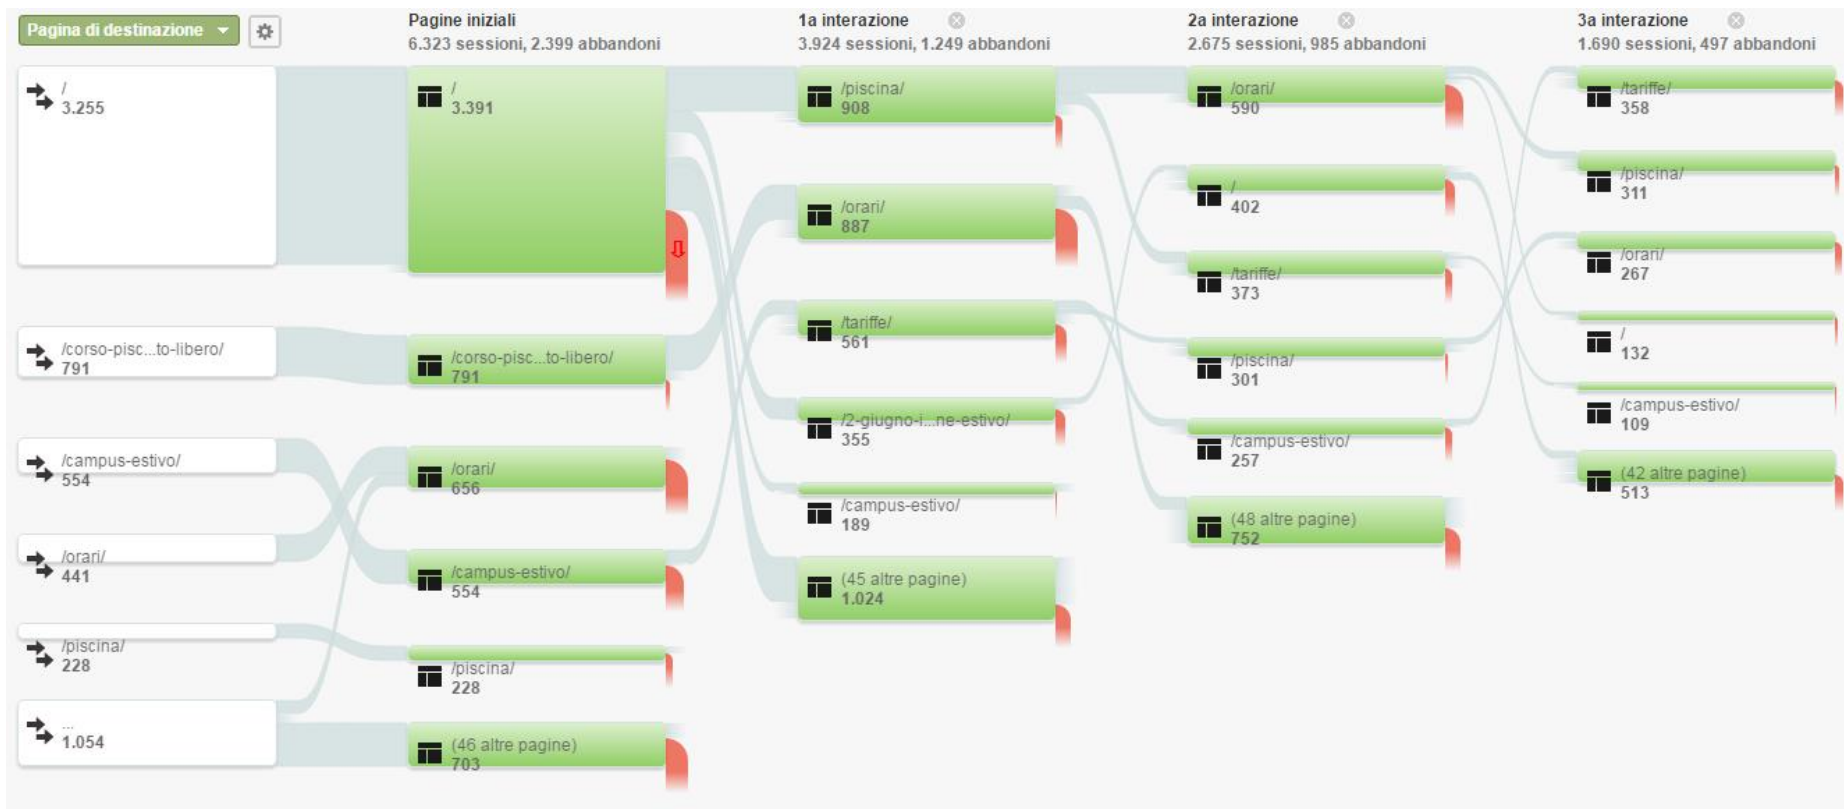 Pagina di destinazione
Pagine iniziali
6.323 sessioni, 2.399 abbandoni
1a interazione
3.924 sessioni, 1.249 abbandoni
2a interazione
2.675 sessioni, 985 abbandoni
3a interazione
1.690 sessioni, 497 abbandoni
/
3.255
/corso-pisc...to-libero/
791
/campus-estivo/
554
/orari/
441
/piscina/
228
...
1.054
/
3.391
/corso-pisc...to-libero/
791
/orari/
656
/campus-estivo/
554
/piscina/
228
(46 altre pagine)
703
/piscina/
908
/orari/
887
/tariffe/
561
/2-giugno-i...ne-estivo/
355
/campus-estivo/
189
(45 altre pagine)
1.024
/orari/
590
/
402
/tariffe/
373
/piscina/
301
/campus-estivo/
257
(48 altre pagine)
752
/tariffe/
358
/piscina/
311
/orari/
267
/
132
/campus-estivo/
109
(42 altre pagine)
513